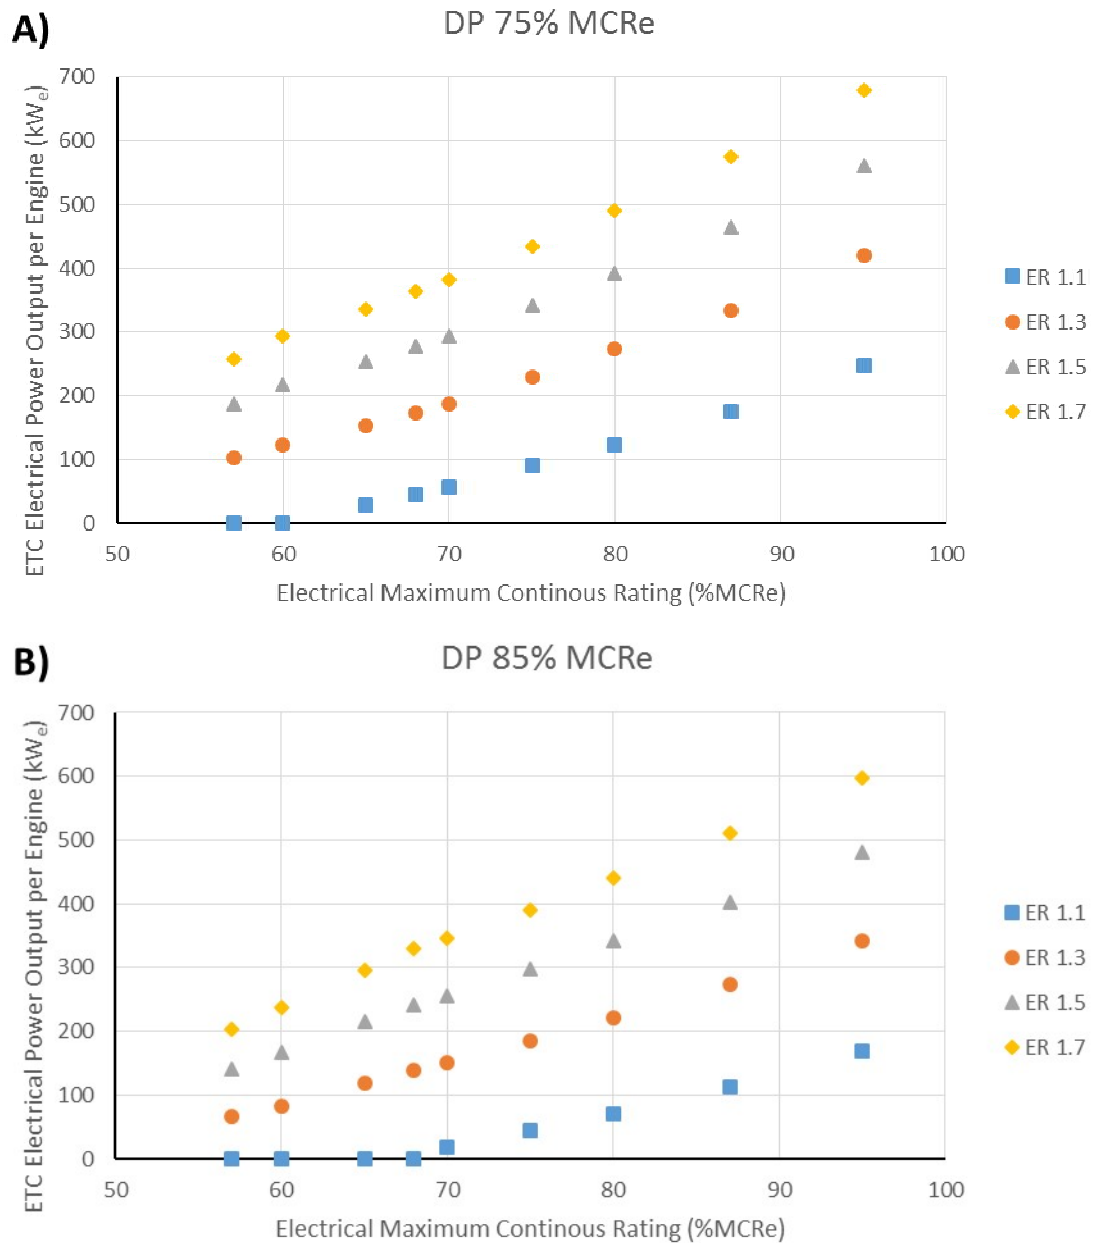 A)
DP 75% MCRe
ETC Electrical Power Output per Engine (kWe)
700
600
500
400
300
200
100
0
50 60 70 80 90 100
Electrical Maximum Continous Rating (%MCRe)
ER 1.1
ER 1.3
ER 1.5
ER 1.7
B)
DP 85% MCRe
ETC Electrical Power Output per Engine (kWe)
700
600
500
400
300
200
100
0
50 60 70 80 90 100
Electrical Maximum Continous Rating (%MCRe)
ER 1.1
ER 1.3
ER 1.5
ER 1.7